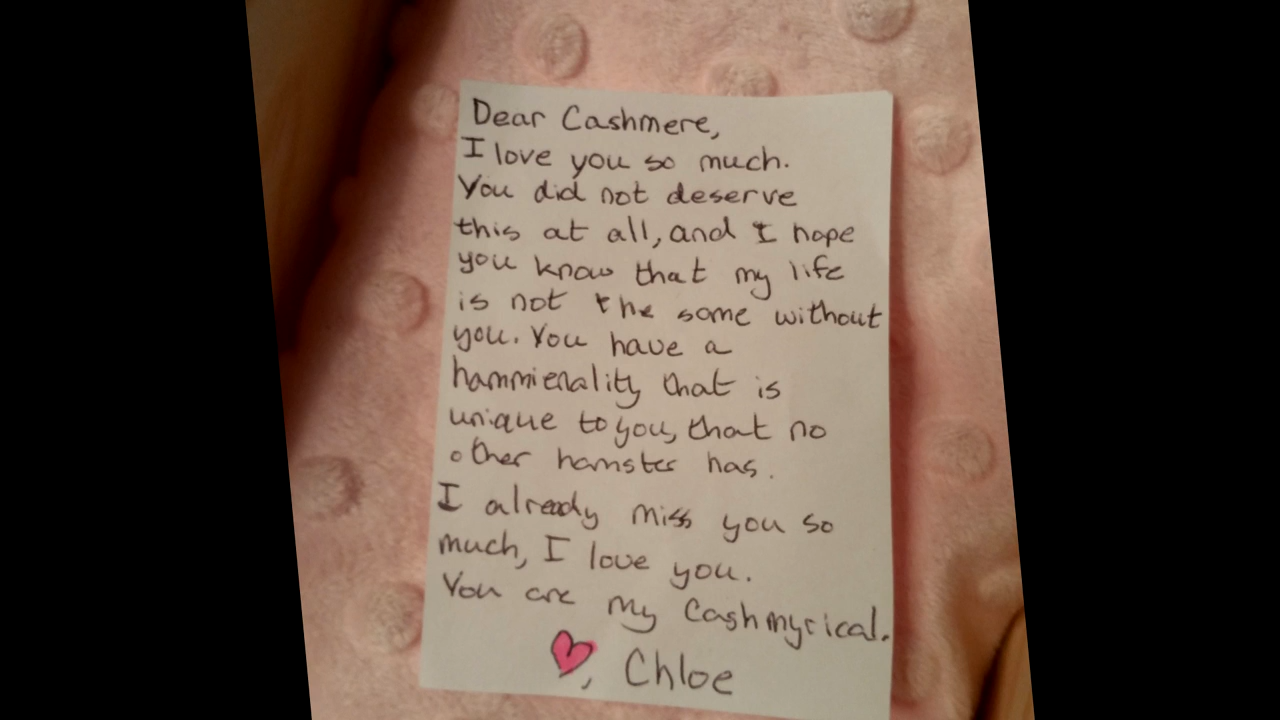 Dear Cashmere,
I love you so much.
You did not deserve
this at all, and I hope
you know that my life
is not the same without
you. You have a
hammienality that is
unique to you, that no
other hamster has.
I already miss you so
much, I love you.
You are my Cashmyrical.
, Chloe